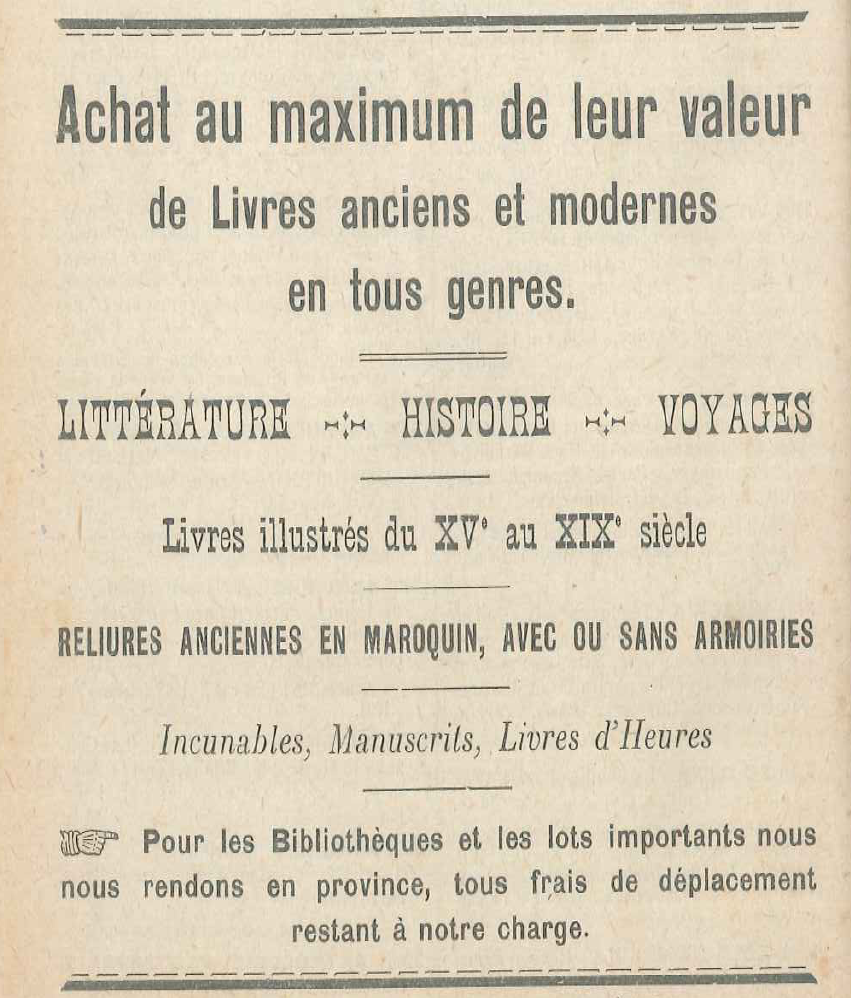 Achat au maximum de leur valeur
de Livres anciens et modernes
en tous genres.
LITTÉRATURE HISTOIRE VOYAGES
Livres illustrés du XVe au XIXe siècle
RELIURES ANCIENNES EN MAROQUIN, AVEC OU SANS ARMOIRIES
Incunables, Manuscrits, Livres d'Heures
☞ Pour les Bibliothèques et les lots importants nous
nous rendons en province, tous frais de déplacement
restant à notre charge.